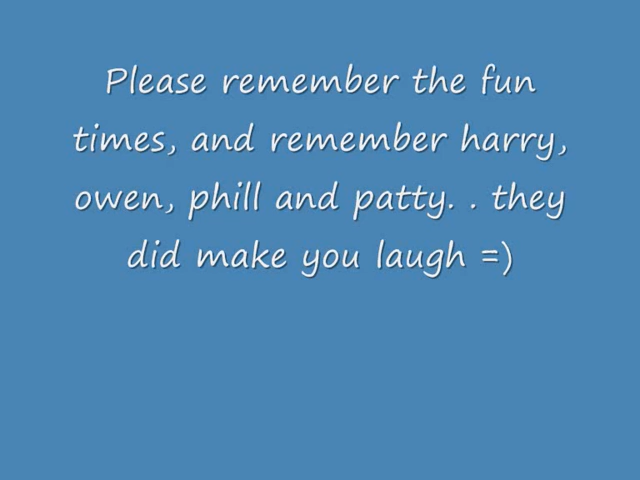 Please remember the fun
times, and remember harry,
owen, phill and patty. . they
did make you laugh =)